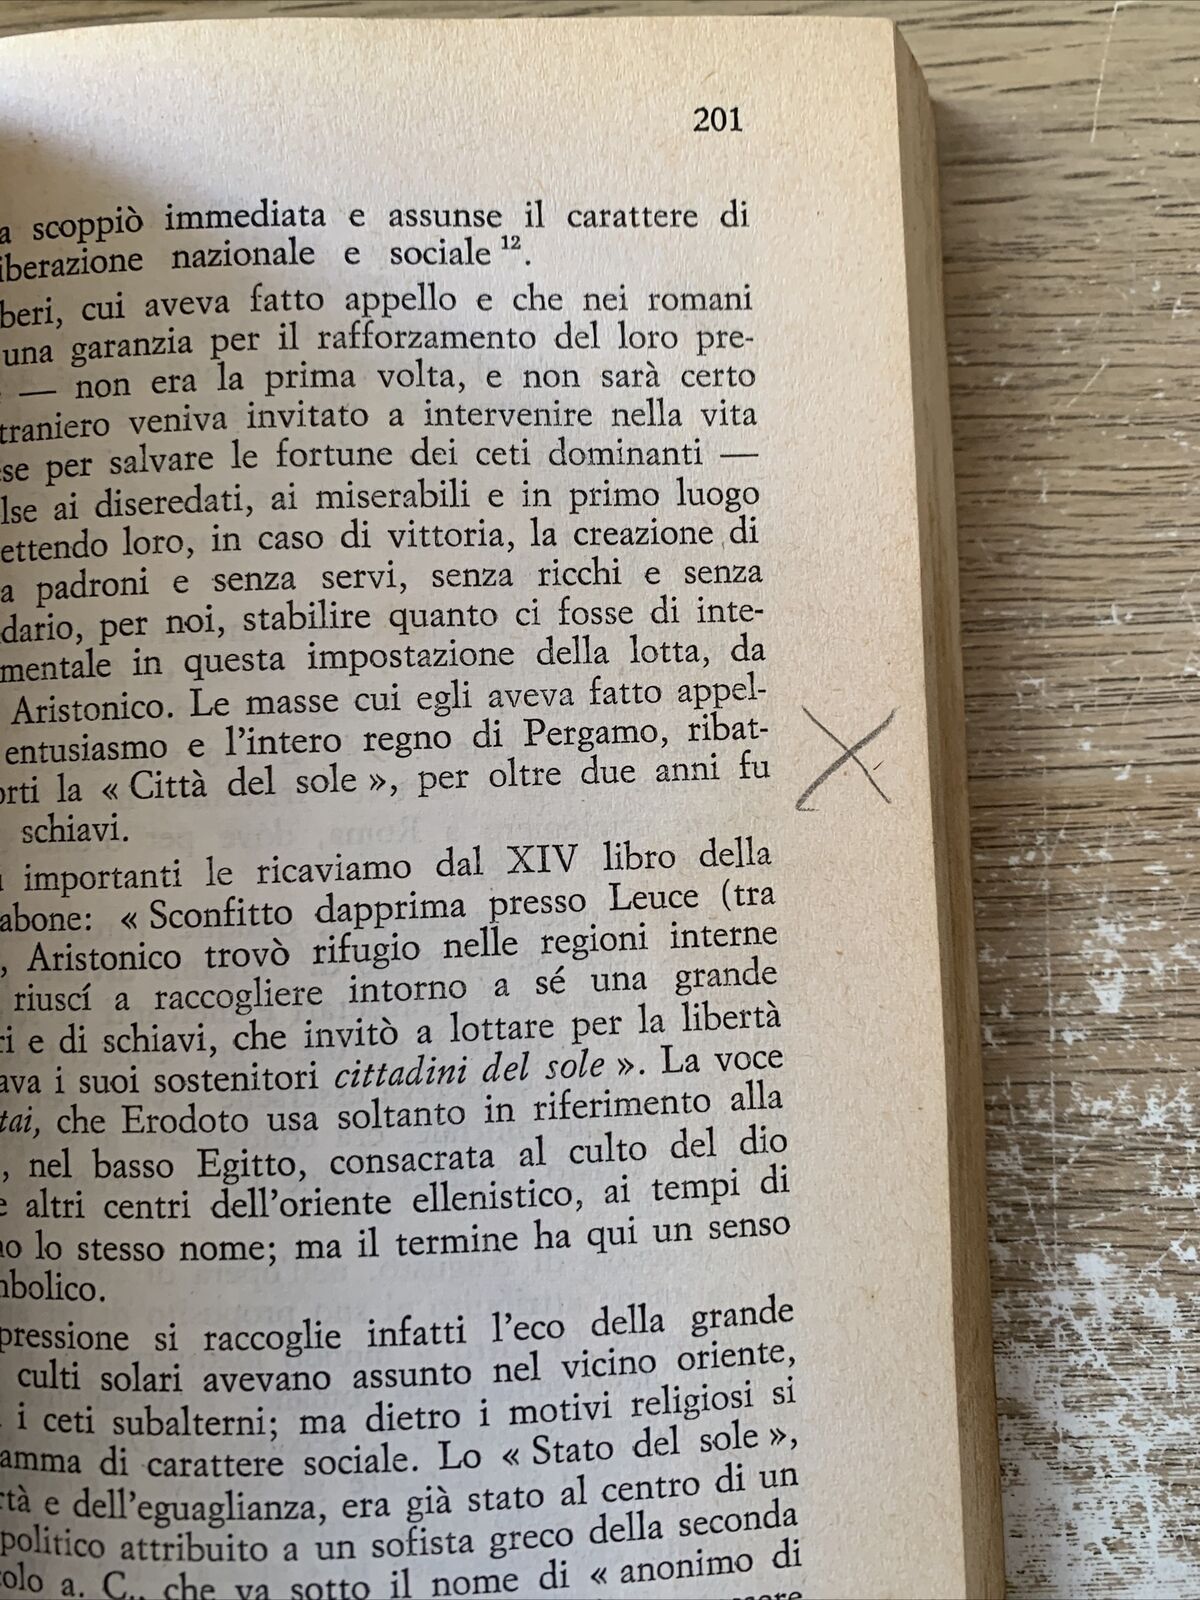 201
a scoppiò immediata e assunse il carattere di
iberazione nazionale e sociale 12.
beri, cui aveva fatto appello e che nei romani
una garanzia per il rafforzamento del loro pre-
— non era la prima volta, e non sarà certo
traniero veniva invitato a intervenire nella vita
se per salvare le fortune dei ceti dominanti —
lse ai diseredati, ai miserabili e in primo luogo
ettendo loro, in caso di vittoria, la creazione di
a padroni e senza servi, senza ricchi e senza
dario, per noi, stabilire quanto ci fosse di inte-
mentale in questa impostazione della lotta, da
Aristonico. Le masse cui egli aveva fatto appel-
entusiasmo e l'intero regno di Pergamo, ribat-
orti la « Città del sole », per oltre due anni fu
schiavi.
importanti le ricaviamo dal XIV libro della
abone: « Sconfitto dapprima presso Leuce (tra
, Aristonico trovò rifugio nelle regioni interne
riuscí a raccogliere intorno a sé una grande
ri e di schiavi, che invitò a lottare per la libertà
ava i suoi sostenitori cittadini del sole ». La voce
tai, che Erodoto usa soltanto in riferimento alla
, nel basso Egitto, consacrata al culto del dio
e altri centri dell'oriente ellenistico, ai tempi di
no lo stesso nome; ma il termine ha qui un senso
mbolico.
pressione si raccoglie infatti l'eco della grande
culti solari avevano assunto nel vicino oriente,
i ceti subalterni; ma dietro i motivi religiosi si
amma di carattere sociale. Lo « Stato del sole »,
rtà e dell'eguaglianza, era già stato al centro di un
politico attribuito a un sofista greco della seconda
olo a. C., che va sotto il nome di « anonimo di